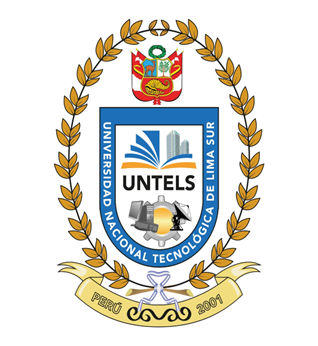 UNTELS
UNIVERSIDAD NACIONAL TECNOLÓGICA DE LIMA SUR
PERÚ 2001